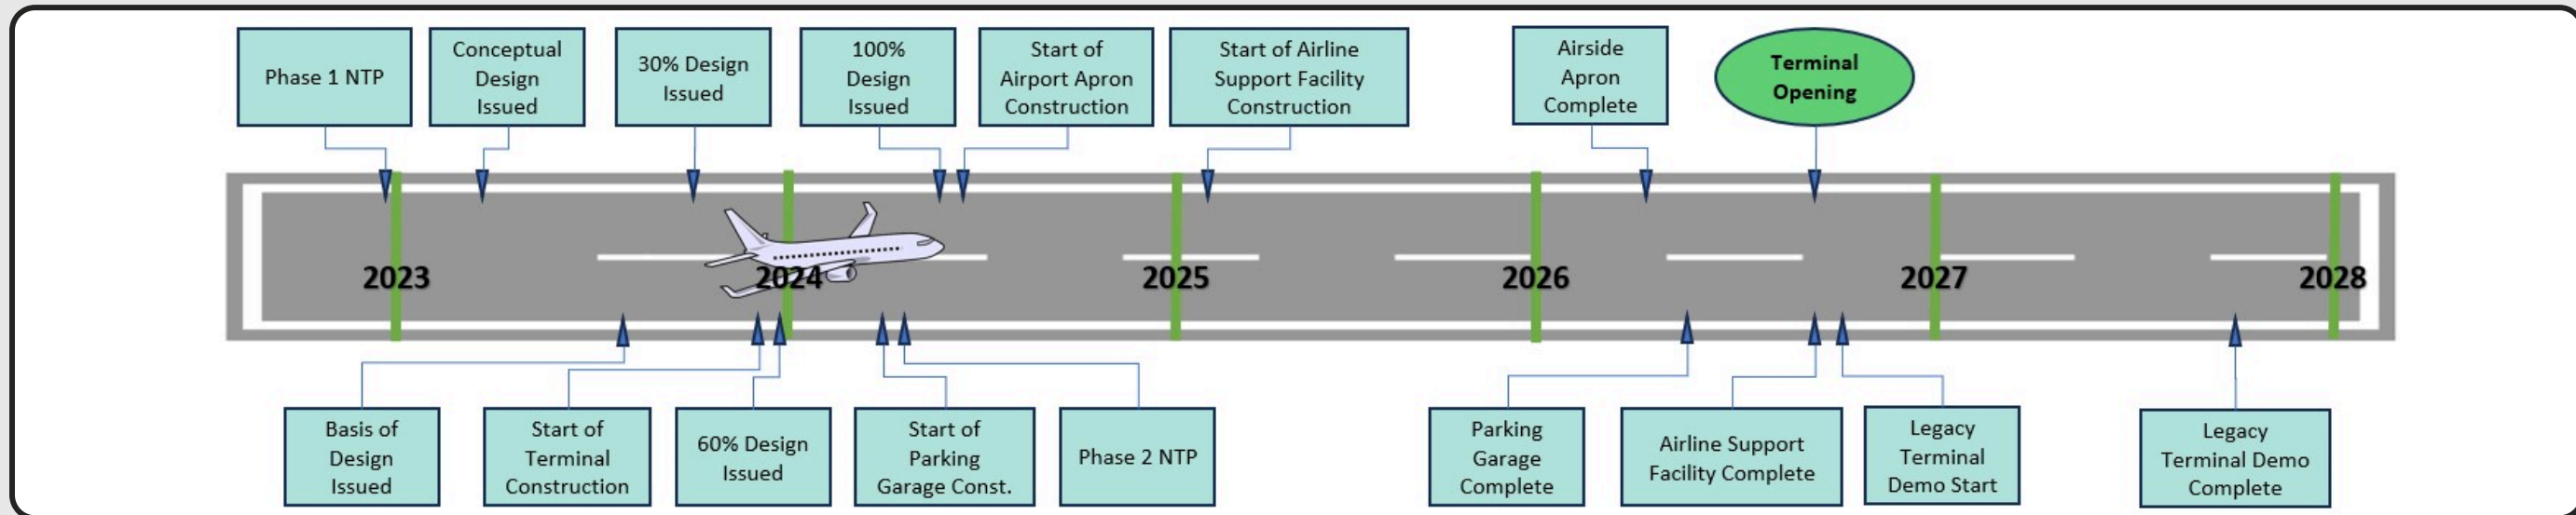 Phase 1 NTP
Conceptual
Design
Issued
30% Design
Issued
100%
Design
Issued
Start of
Airport Apron
Construction
Start of Airline
Support Facility
Construction
Airside
Apron
Complete
Terminal
Opening
2023
2024
2025
2026
2027
2028
Basis of
Design
Issued
Start of
Terminal
Construction
60% Design
Issued
Start of
Parking
Garage Const.
Phase 2 NTP
Parking
Garage
Complete
Airline Support
Facility Complete
Legacy
Terminal
Demo Start
Legacy
Terminal Demo
Complete